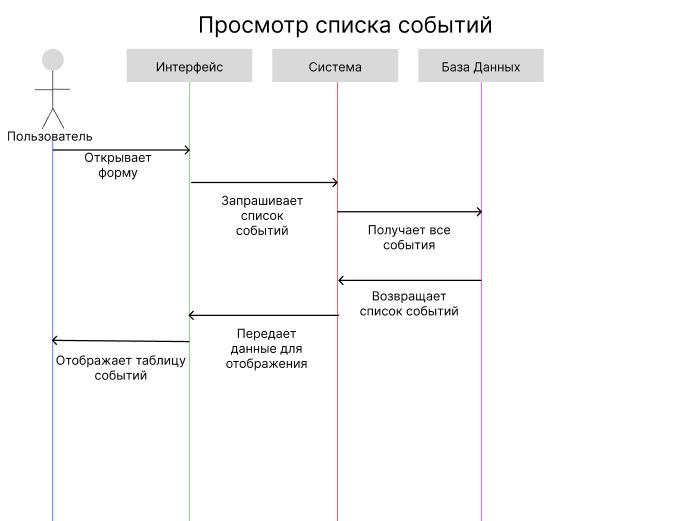 Просмотр списка событий
Интерфейс
Система
База Данных
Пользователь
Открывает
форму
Запрашивает
список
событий
Получает все
события
Возвращает
список событий
Передает
данные для
отображения
Отображает таблицу
событий